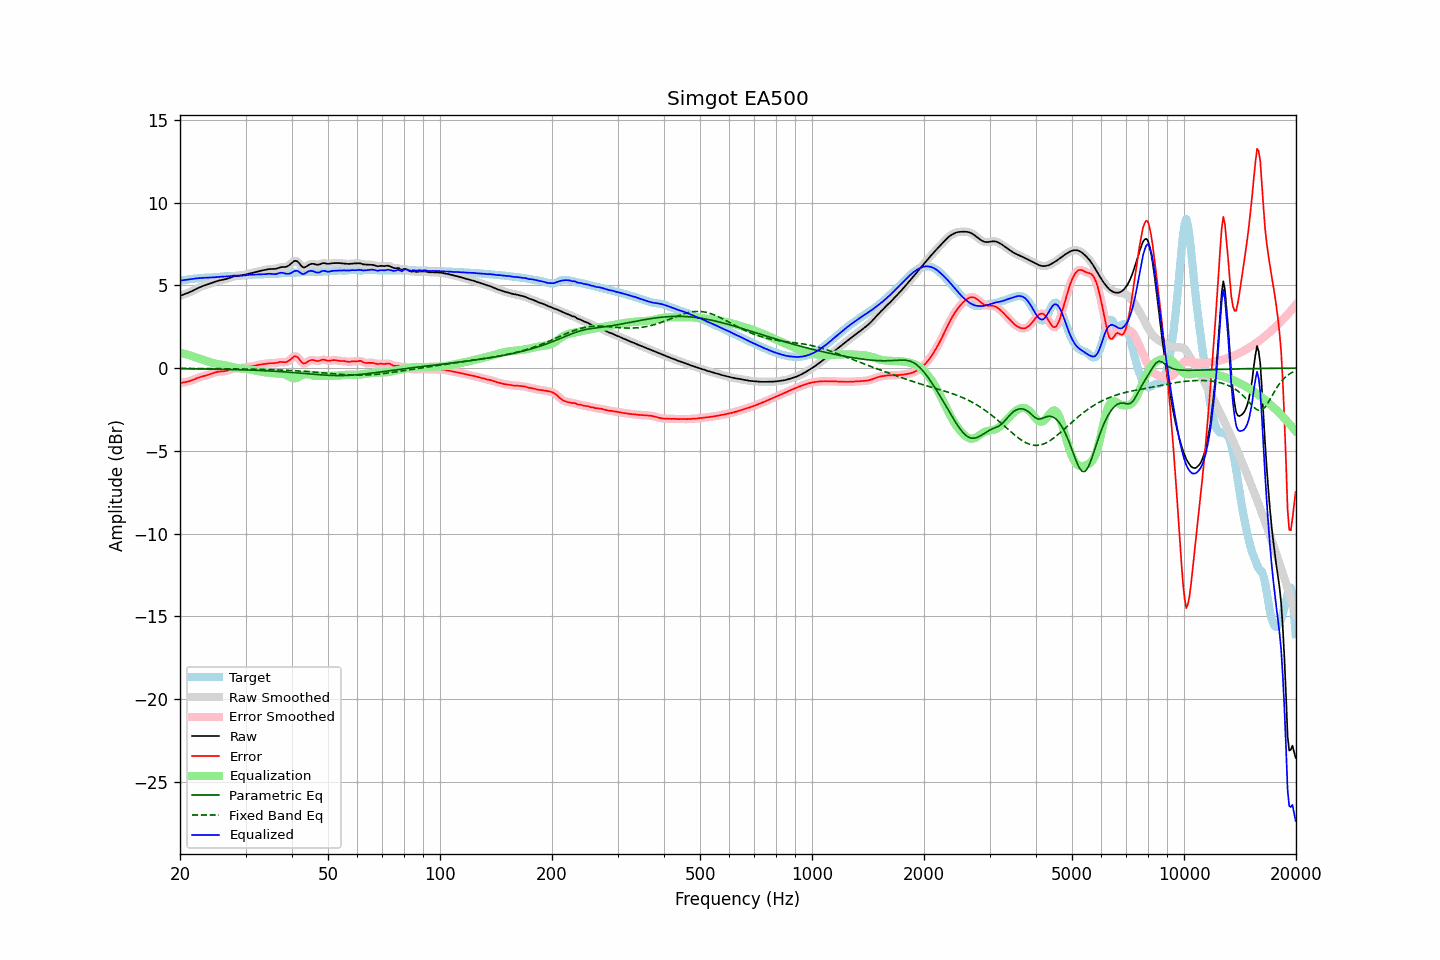 Simgot EA500
15
10
5
0
−5
−10
−15
−20
−25
Amplitude (dBr)
Target
Raw Smoothed
Error Smoothed
Raw
Error
Equalization
Parametric Eq
Fixed Band Eq
Equalized
20 50 100 200 500 1000 2000 5000 10000 20000
Frequency (Hz)